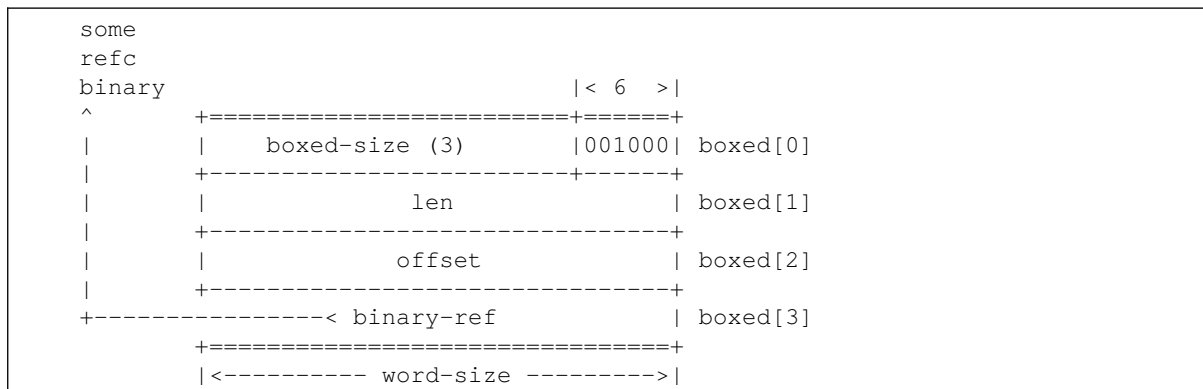 some
refc
binary                            |< 6  >|
^       +=========================+======+
|       |    boxed-size (3)       |001000| boxed[0]
|       +-------------------------+------+
|       |              len               | boxed[1]
|       +--------------------------------+
|       |             offset             | boxed[2]
|       +--------------------------------+
+----------------< binary-ref            | boxed[3]
        +================================+
        |<---------- word-size --------->|